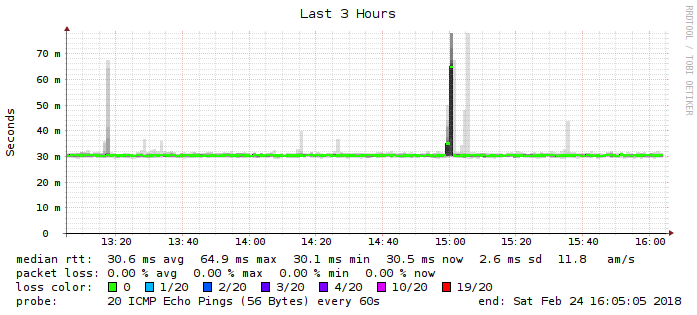 Last 3 Hours
RRDTOOL / TOBI OETIKER
Seconds
70 m
60 m
50 m
40 m
30 m
20 m
10 m
0
13:20 13:40 14:00 14:20 14:40 15:00 15:20 15:40 16:00
median rtt: 30.6 ms avg 64.9 ms max 30.1 ms min 30.5 ms now 2.6 ms sd 11.8 am/s
packet loss: 0.00 % avg 0.00 % max 0.00 % min 0.00 % now
loss color: 0 1/20 2/20 3/20 4/20 10/20 19/20
probe: 20 ICMP Echo Pings (56 Bytes) every 60s end: Sat Feb 24 16:05:05 2018